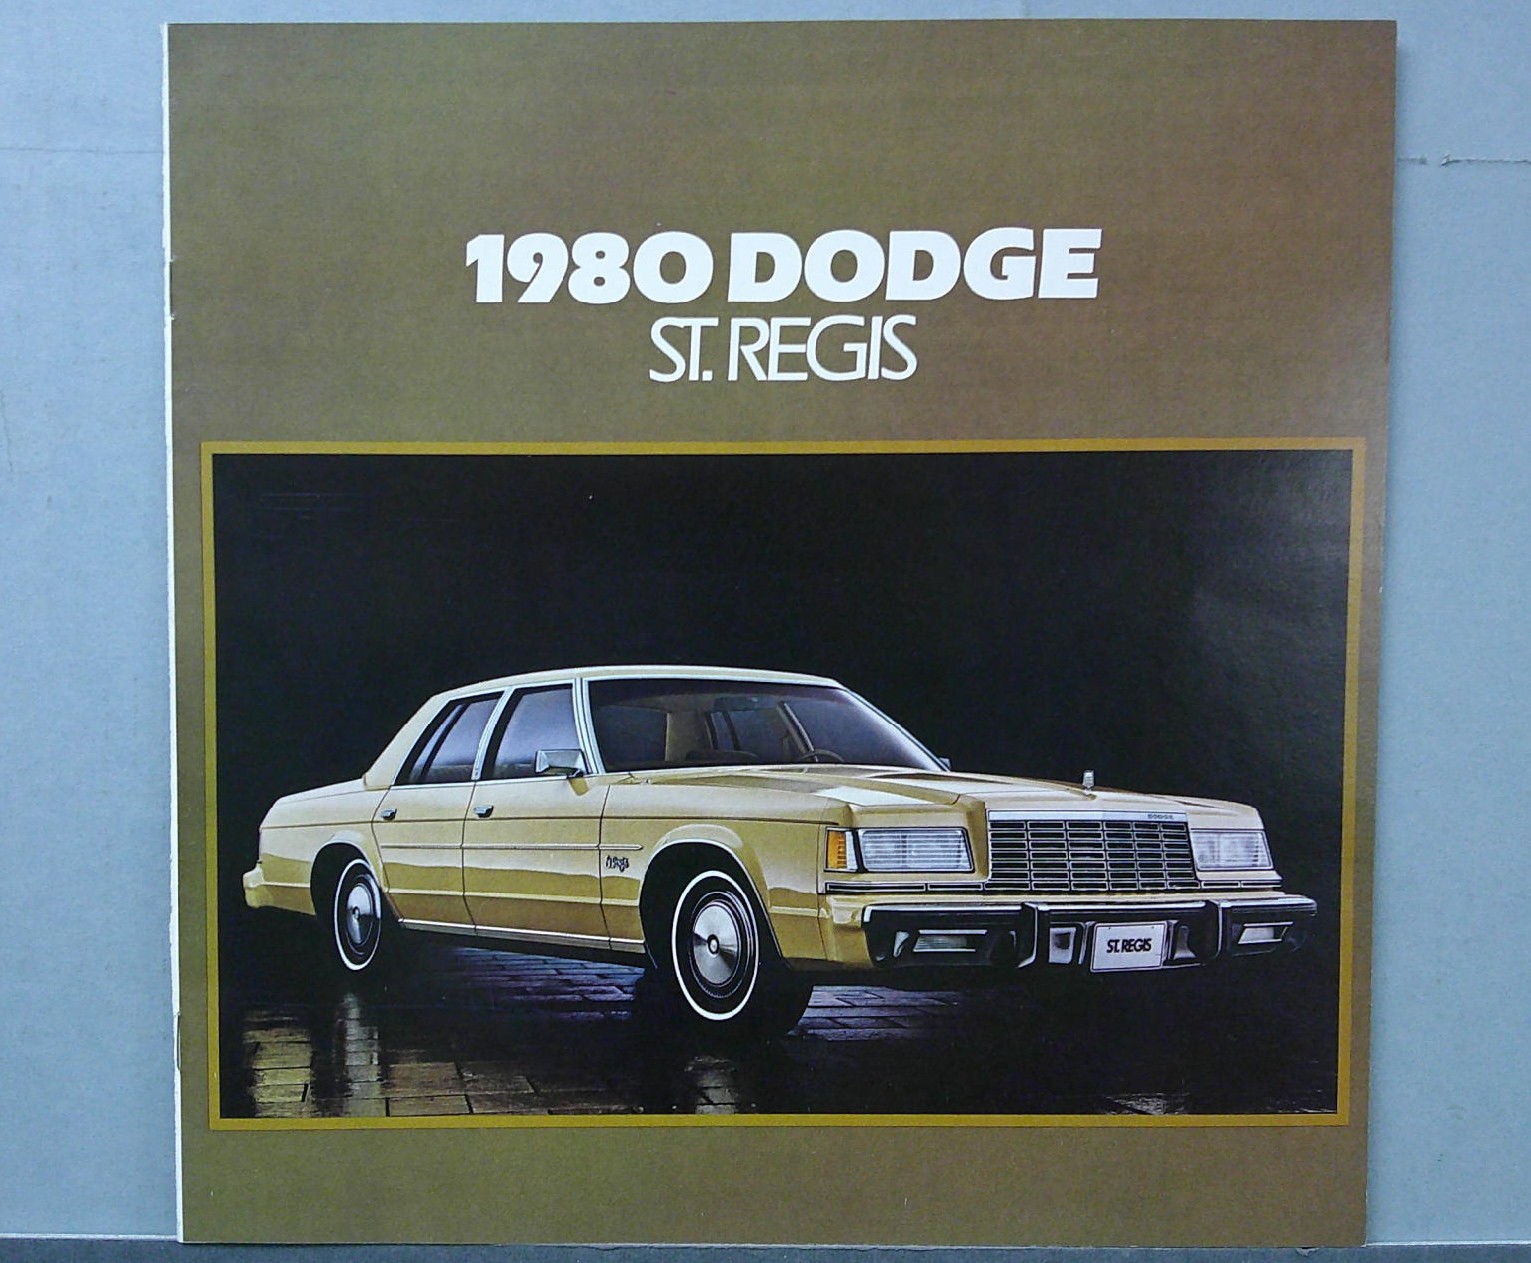 1980 DODGE
ST. REGIS
DODGE
ST. REGIS